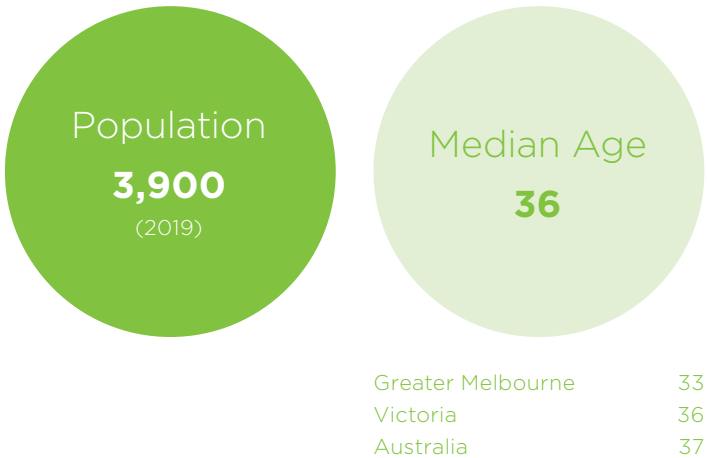 Population
3,900
(2019)
Median Age
36
Greater Melbourne 33
Victoria 36
Australia 37